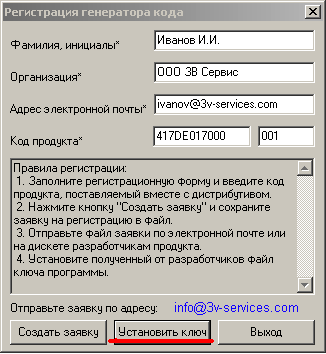 Регистрация генератора кода
Фамилия, инициалы*
Иванов И.И.
Организация*
ООО 3В Сервис
Адрес электронной почты*
ivanov@3v-services.com
Код продукта*
417DE017000
001
Правила регистрации:
1. Заполните регистрационную форму и введите код
продукта, поставляемый вместе с дистрибутивом.
2. Нажмите кнопку "Создать заявку" и сохраните
заявку на регистрацию в файл.
3. Отправьте файл заявки по электронной почте или
на дискете разработчикам продукта.
4. Установите полученный от разработчиков файл
ключа программы.
Отправьте заявку по адресу:
info@3v-services.com
Создать заявку
Установить ключ
Выход